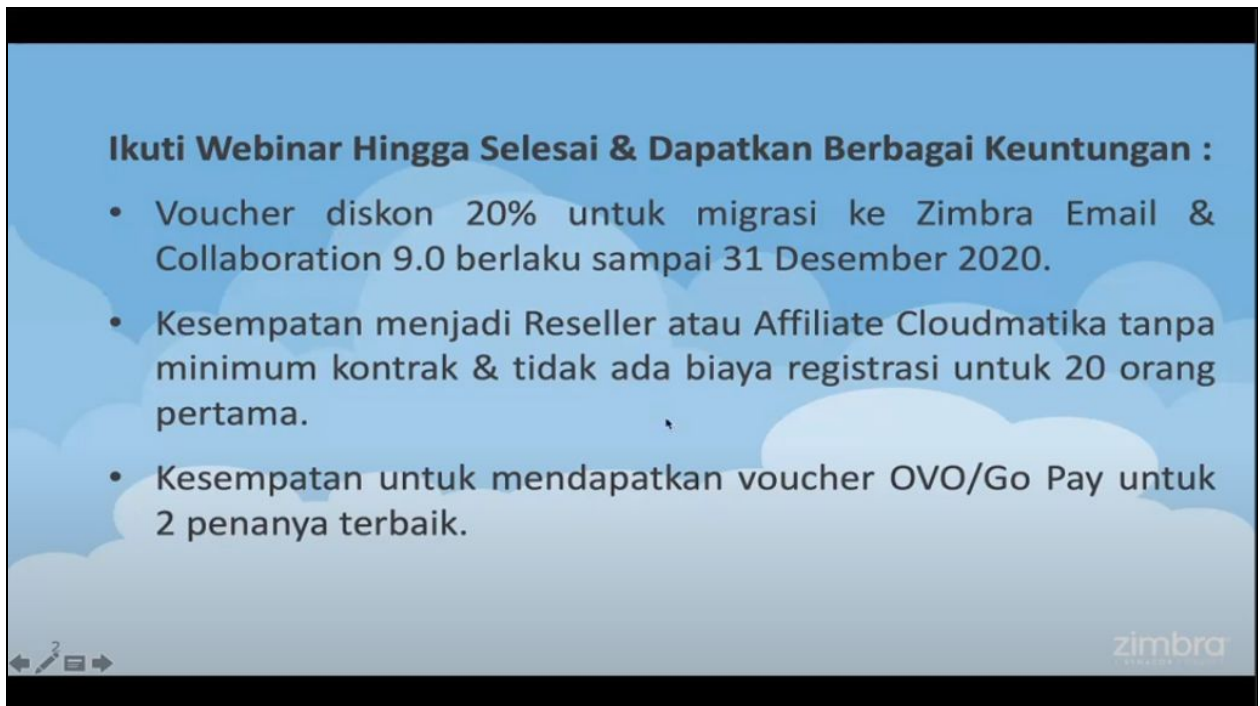 Ikuti Webinar Hingga Selesai & Dapatkan Berbagai Keuntungan :
• Voucher diskon 20% untuk migrasi ke Zimbra Email &
Collaboration 9.0 berlaku sampai 31 Desember 2020.
• Kesempatan menjadi Reseller atau Affiliate Cloudmatika tanpa
minimum kontrak & tidak ada biaya registrasi untuk 20 orang
pertama.
• Kesempatan untuk mendapatkan voucher OVO/Go Pay untuk
2 penanya terbaik.
2
zimbra